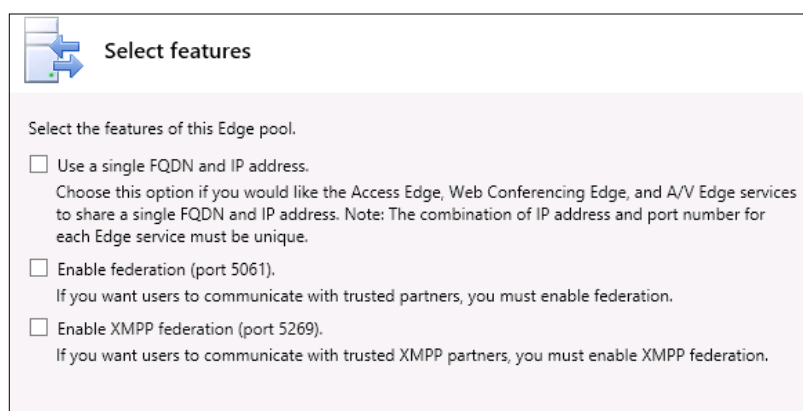 Select features
Select the features of this Edge pool.
Use a single FQDN and IP address.
Choose this option if you would like the Access Edge, Web Conferencing Edge, and A/V Edge services
to share a single FQDN and IP address. Note: The combination of IP address and port number for
each Edge service must be unique.
Enable federation (port 5061).
If you want users to communicate with trusted partners, you must enable federation.
Enable XMPP federation (port 5269).
If you want users to communicate with trusted XMPP partners, you must enable XMPP federation.